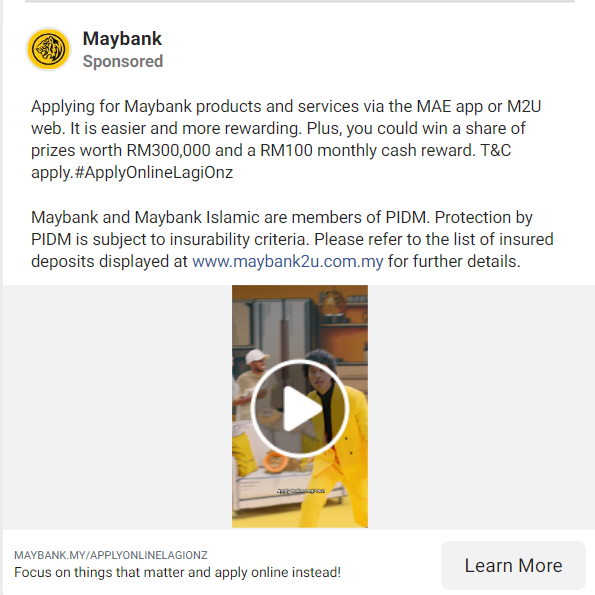 Maybank
Sponsored
Applying for Maybank products and services via the MAE app or M2U
web. It is easier and more rewarding. Plus, you could win a share of
prizes worth RM300,000 and a RM100 monthly cash reward. T&C
apply.#ApplyOnlineLagiOnz
Maybank and Maybank Islamic are members of PIDM. Protection by
PIDM is subject to insurability criteria. Please refer to the list of insured
deposits displayed at www.maybank2u.com.my for further details.
Apply Online Lagi Onz!
MAYBANK.MY/APPLYONLINELAGIONZ
Focus on things that matter and apply online instead!
Learn More